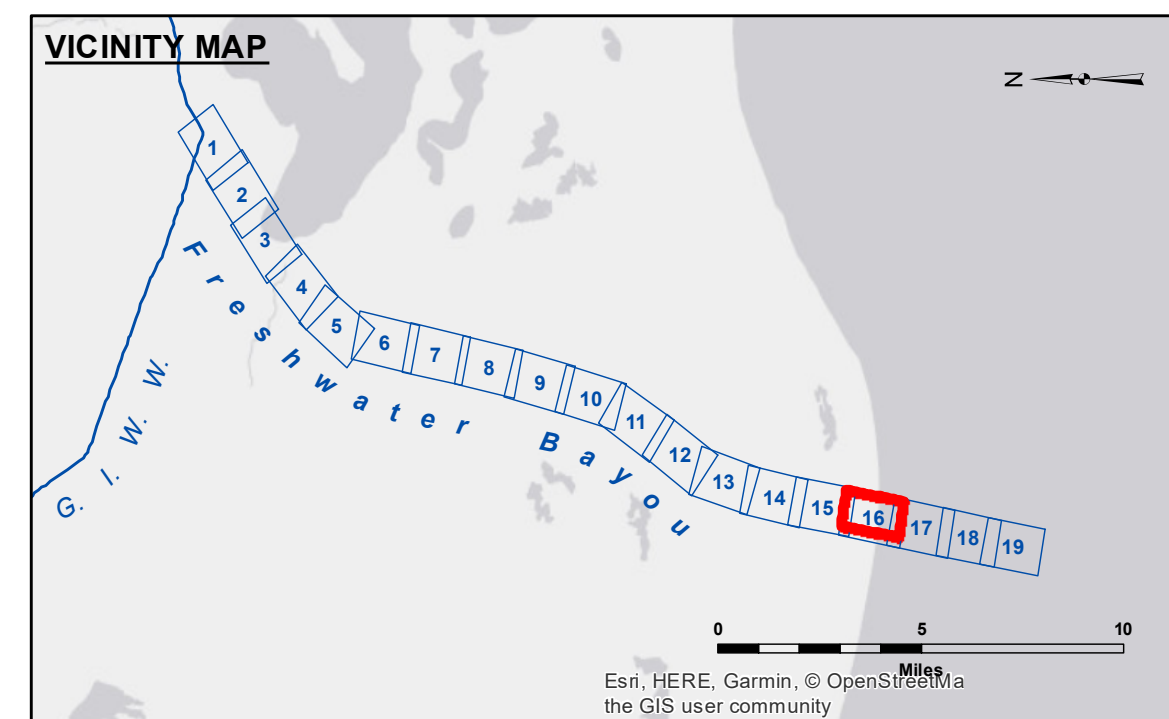 VICINITY MAP
N
1
2
3
4
5
6
7
8
9
10
11
12
13
14
15
16
17
18
19
Freshwater Bayou
G. I. W. W.
0 5 10
Miles
Esri, HERE, Garmin, © OpenStreetMa
the GIS user community